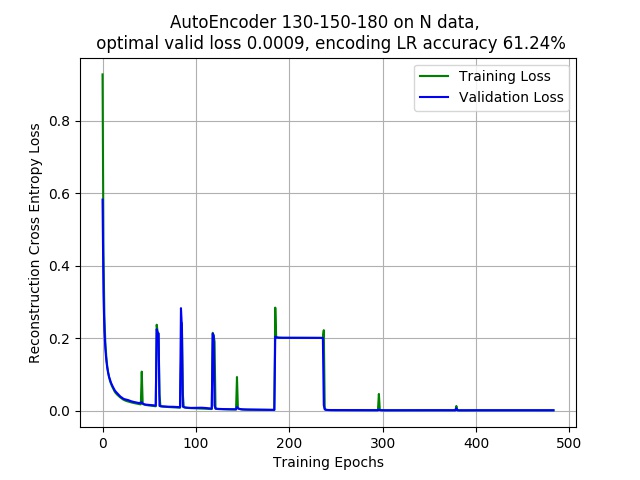 AutoEncoder 130-150-180 on N data,
optimal valid loss 0.0009, encoding LR accuracy 61.24%
Training Loss
Validation Loss
Reconstruction Cross Entropy Loss
0.8
0.6
0.4
0.2
0.0
0 100 200 300 400 500
Training Epochs